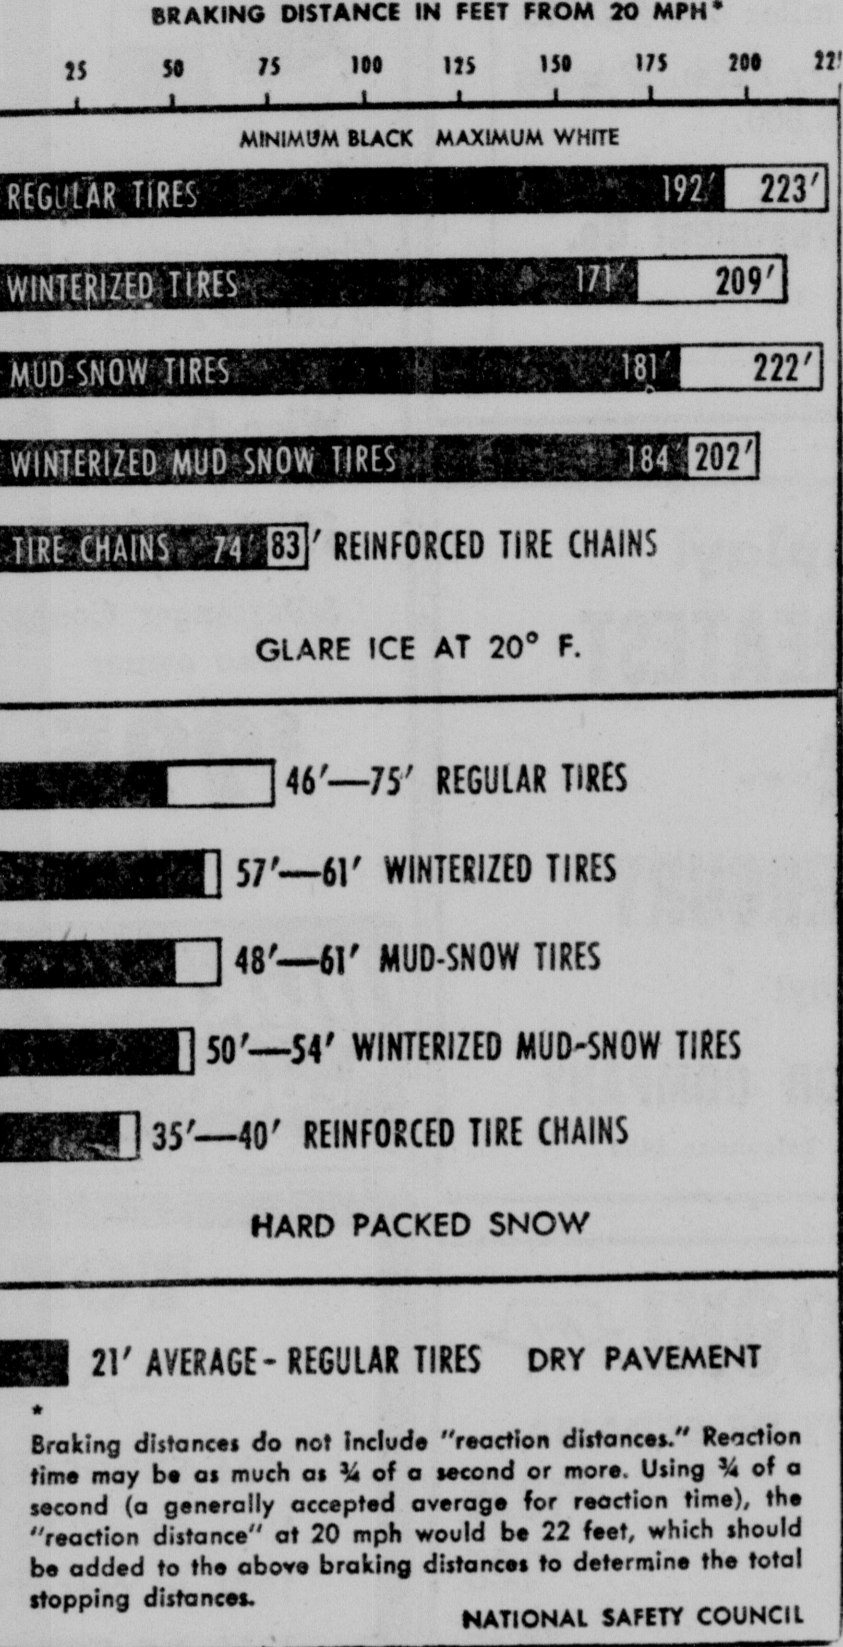 BRAKING DISTANCE IN FEET FROM 20 MPH*
25 50 75 100 125 150 175 200
MINIMUM BLACK MAXIMUM WHITE
REGULAR TIRES 192' 223'
WINTERIZED TIRES 171' 209'
MUD-SNOW TIRES 181' 222'
WINTERIZED MUD SNOW TIRES 184' 202'
TIRE CHAINS 74' 83' REINFORCED TIRE CHAINS
GLARE ICE AT 20° F.
46'—75' REGULAR TIRES
57'—61' WINTERIZED TIRES
48'—61' MUD-SNOW TIRES
50'—54' WINTERIZED MUD-SNOW TIRES
35'—40' REINFORCED TIRE CHAINS
HARD PACKED SNOW
21' AVERAGE - REGULAR TIRES DRY PAVEMENT
*
Braking distances do not include "reaction distances." Reaction
time may be as much as ¾ of a second or more. Using ¾ of a
second (a generally accepted average for reaction time), the
"reaction distance" at 20 mph would be 22 feet, which should
be added to the above braking distances to determine the total
stopping distances.
NATIONAL SAFETY COUNCIL